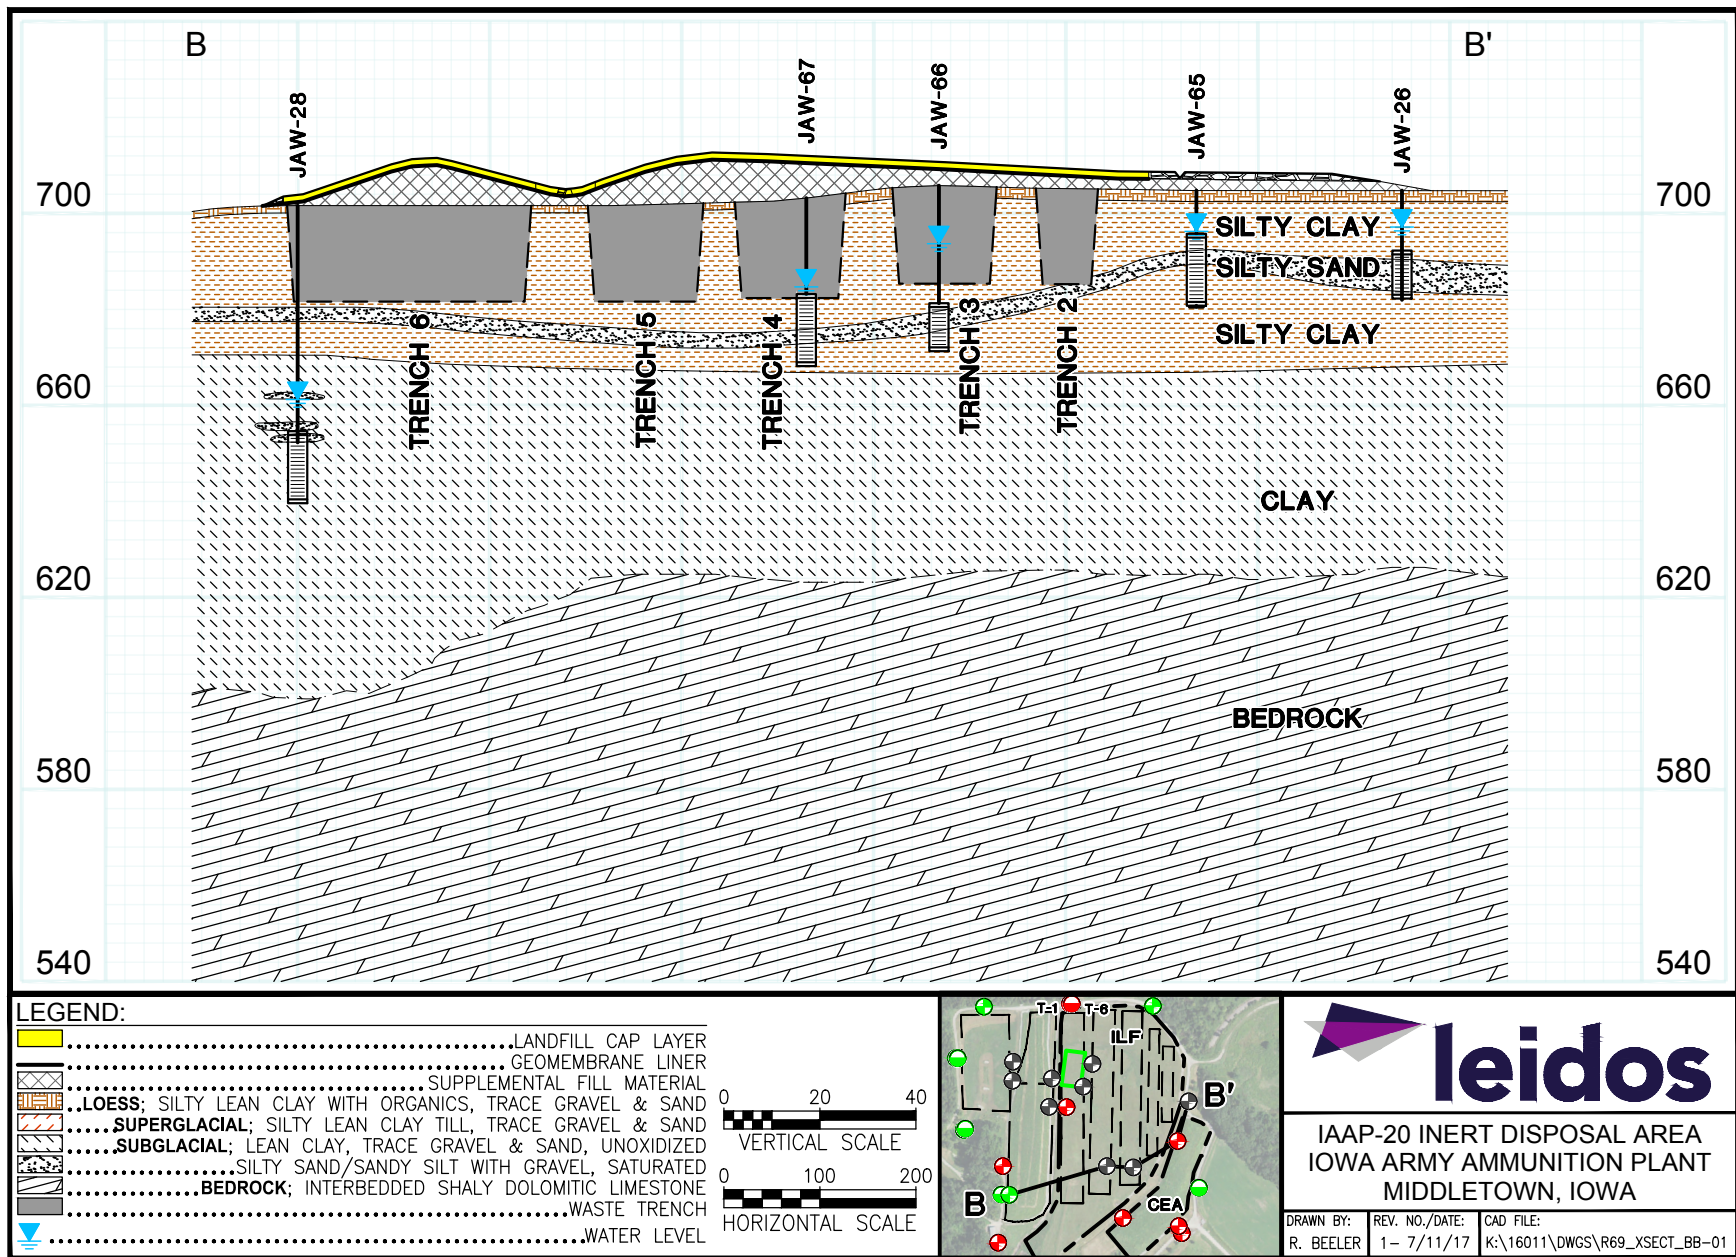 B
B'
JAW-28
JAW-67
JAW-66
JAW-65
JAW-26
700
700
SILTY CLAY
SILTY SAND
SILTY CLAY
TRENCH 6
TRENCH 5
TRENCH 4
TRENCH 3
TRENCH 2
660
660
CLAY
620
620
BEDROCK
580
580
540
540
LEGEND:
LANDFILL CAP LAYER
GEOMEMBRANE LINER
SUPPLEMENTAL FILL MATERIAL
LOESS; SILTY LEAN CLAY WITH ORGANICS, TRACE GRAVEL & SAND
SUPERGLACIAL; SILTY LEAN CLAY TILL, TRACE GRAVEL & SAND
SUBGLACIAL; LEAN CLAY, TRACE GRAVEL & SAND, UNOXIDIZED
SILTY SAND/SANDY SILT WITH GRAVEL, SATURATED
BEDROCK; INTERBEDDED SHALY DOLOMITIC LIMESTONE
WASTE TRENCH
WATER LEVEL
0 20 40
VERTICAL SCALE
0 100 200
HORIZONTAL SCALE
T-1 T-6
ILF
B'
B
CEA
leidos
IAAP-20 INERT DISPOSAL AREA
IOWA ARMY AMMUNITION PLANT
MIDDLETOWN, IOWA
DRAWN BY:
R. BEELER
REV. NO./DATE:
1- 7/11/17
CAD FILE:
K:\16011\DWGS\R69_XSECT_BB-01